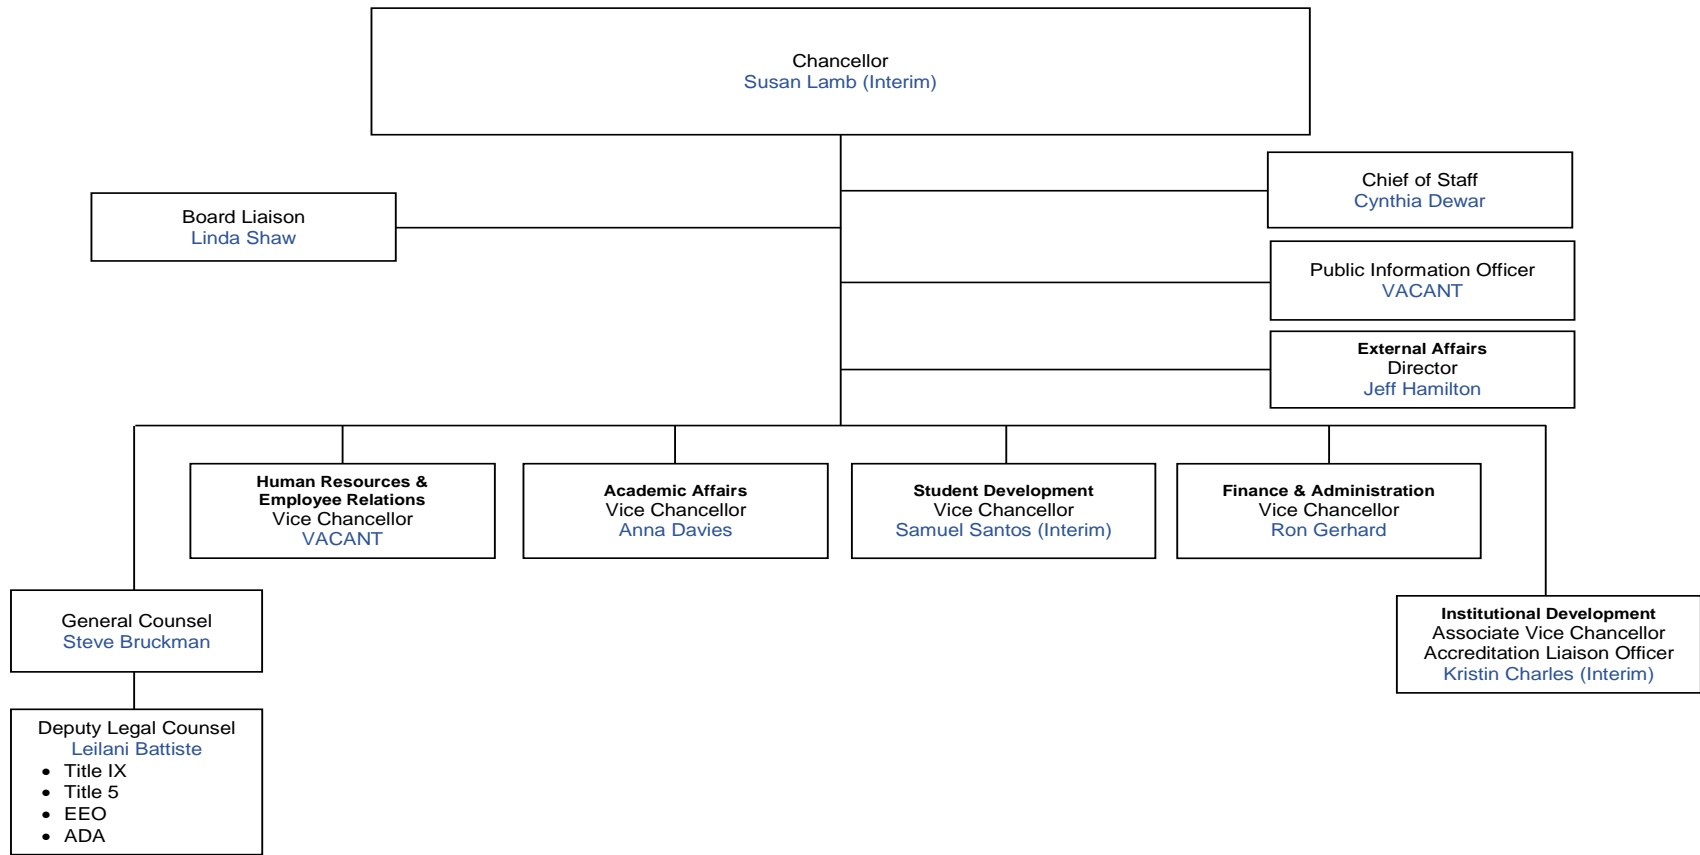 Chancellor
Susan Lamb (Interim)
Chief of Staff
Cynthia Dewar
Board Liaison
Linda Shaw
Public Information Officer
VACANT
External Affairs
Director
Jeff Hamilton
Human Resources &
Employee Relations
Vice Chancellor
VACANT
Academic Affairs
Vice Chancellor
Anna Davies
Student Development
Vice Chancellor
Samuel Santos (Interim)
Finance & Administration
Vice Chancellor
Ron Gerhard
General Counsel
Steve Bruckman
Institutional Development
Associate Vice Chancellor
Accreditation Liaison Officer
Kristin Charles (Interim)
Deputy Legal Counsel
Leilani Battiste
• Title IX
• Title 5
• EEO
• ADA